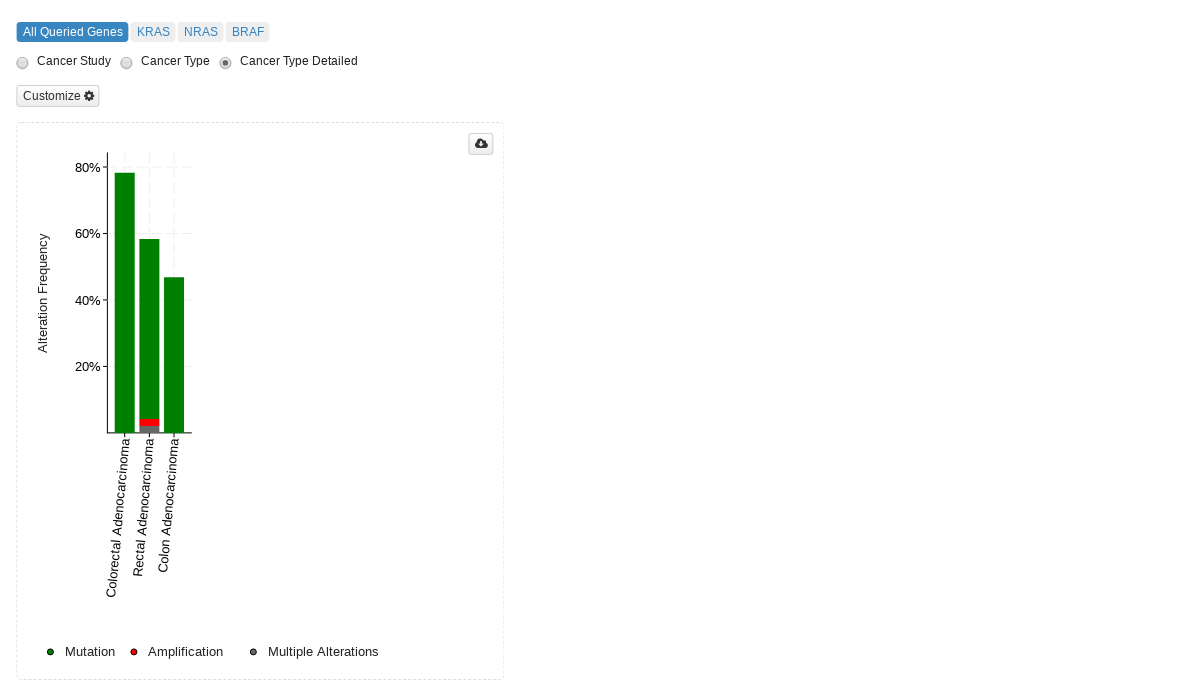 All Queried Genes KRAS NRAS BRAF
Cancer Study Cancer Type Cancer Type Detailed
Customize
80%
60%
40%
20%
Alteration Frequency
Colorectal Adenocarcinoma
Rectal Adenocarcinoma
Colon Adenocarcinoma
Mutation Amplification Multiple Alterations